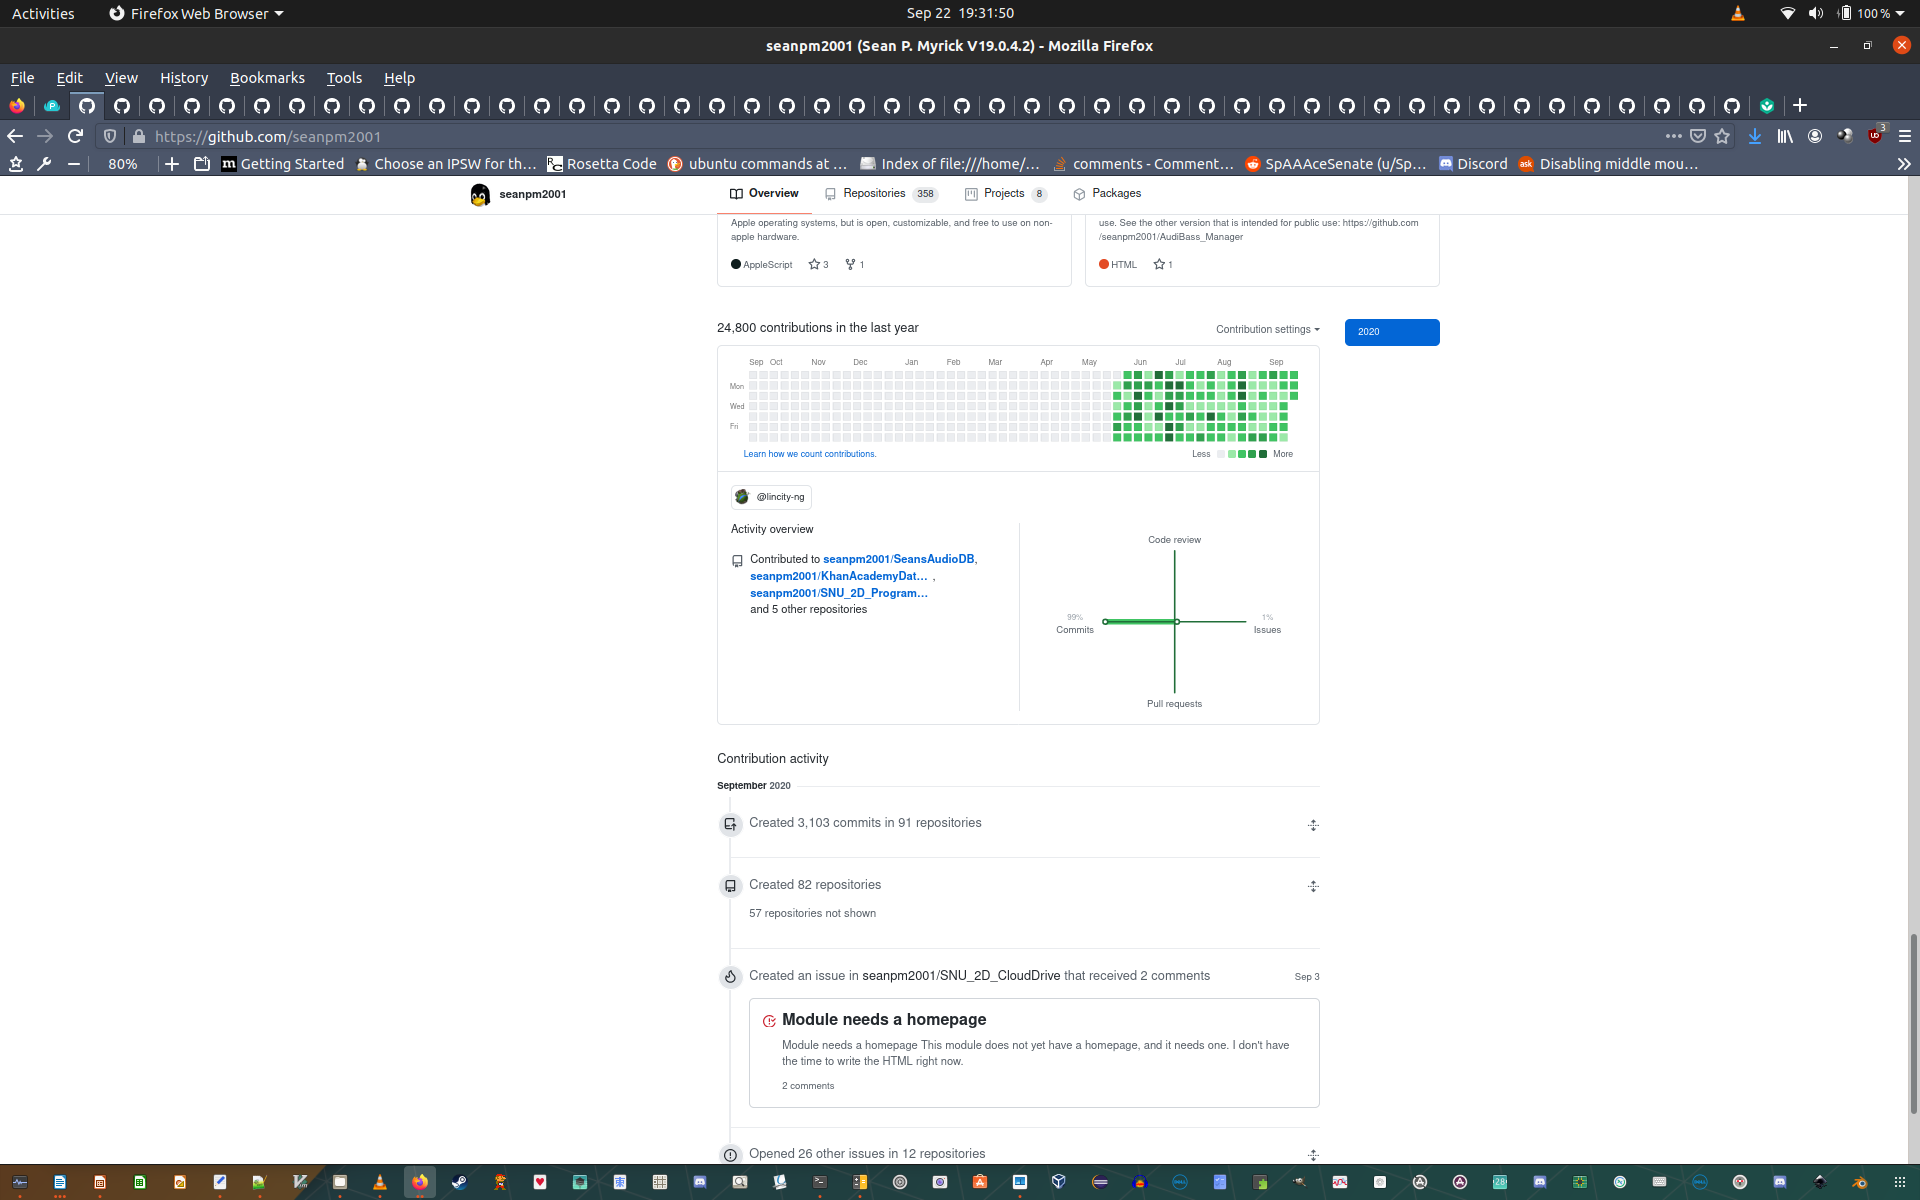 Activities
Firefox Web Browser
Sep 22 19:31:50
100 %
seanpm2001 (Sean P. Myrick V19.0.4.2) - Mozilla Firefox
File Edit View History Bookmarks Tools Help
https://github.com/seanpm2001
3
80%
Getting Started
Choose an IPSW for th…
Rosetta Code
ubuntu commands at …
Index of file:///home/…
comments - Comment…
SpAAAceSenate (u/Sp…
Discord
Disabling middle mou…
seanpm2001
Overview
Repositories 358
Projects 8
Packages
Apple operating systems, but is open, customizable, and free to use on non-
apple hardware.
AppleScript 3 1
use. See the other version that is intended for public use: https://github.com
/seanpm2001/AudiBass_Manager
HTML 1
24,800 contributions in the last year
Contribution settings
2020
Sep Oct Nov Dec Jan Feb Mar Apr May Jun Jul Aug Sep
Mon
Wed
Fri
Learn how we count contributions.
Less More
@lincity-ng
Activity overview
Contributed to seanpm2001/SeansAudioDB,
seanpm2001/KhanAcademyDat… ,
seanpm2001/SNU_2D_Program…
and 5 other repositories
Code review
99%
Commits
1%
Issues
Pull requests
Contribution activity
September 2020
Created 3,103 commits in 91 repositories
Created 82 repositories
57 repositories not shown
Created an issue in seanpm2001/SNU_2D_CloudDrive that received 2 comments
Sep 3
Module needs a homepage
Module needs a homepage This module does not yet have a homepage, and it needs one. I don't have
the time to write the HTML right now.
2 comments
Opened 26 other issues in 12 repositories